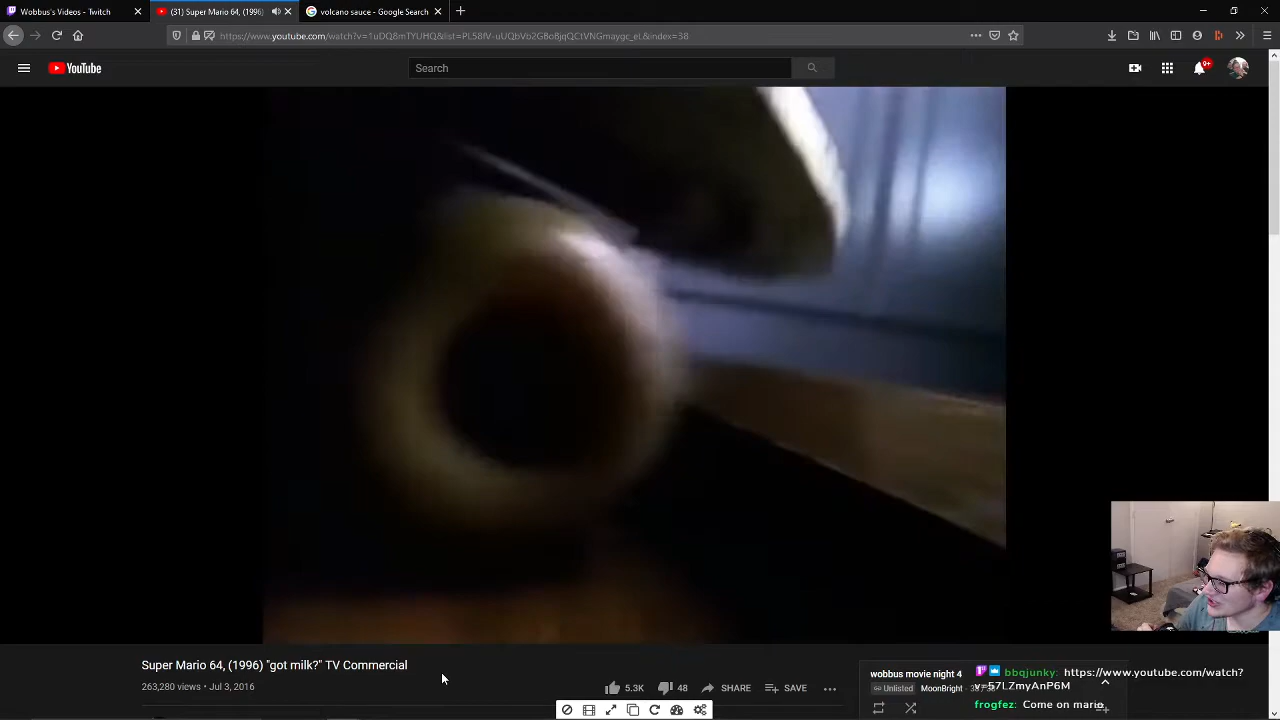 Wobbus's Videos - Twitch
(31) Super Mario 64, (1996)
volcano sauce - Google Search
YouTube
Search
9+
Super Mario 64, (1996) "got milk?" TV Commercial
263,280 views • Jul 3, 2016
5.3K
48
SHARE
SAVE
wobbus movie night 4
Unlisted
MoonBright
bbqjunky: https://www.youtube.com/watch?
v=57LZmyAnP6M
frogfez: Come on mario